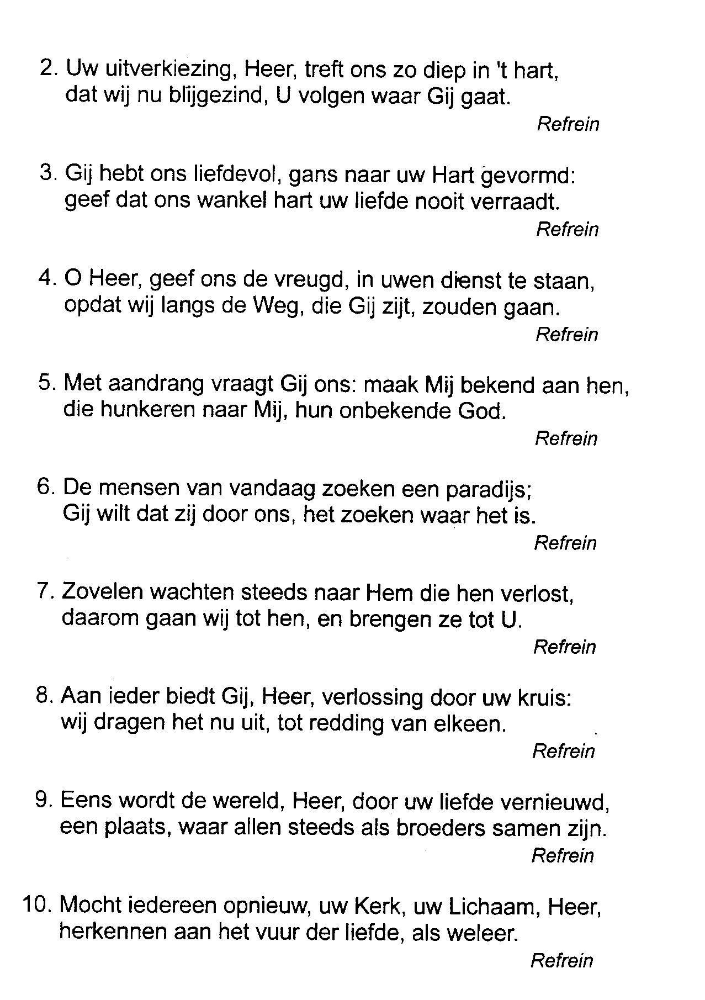 2. Uw uitverkiezing, Heer, treft ons zo diep in 't hart,
dat wij nu blijgezind, U volgen waar Gij gaat.
Refrein
3. Gij hebt ons liefdevol, gans naar uw Hart gevormd:
geef dat ons wankel hart uw liefde nooit verraadt.
Refrein
4. O Heer, geef ons de vreugd, in uwen dienst te staan,
opdat wij langs de Weg, die Gij zijt, zouden gaan.
Refrein
5. Met aandrang vraagt Gij ons: maak Mij bekend aan hen,
die hunkeren naar Mij, hun onbekende God.
Refrein
6. De mensen van vandaag zoeken een paradijs;
Gij wilt dat zij door ons, het zoeken waar het is.
Refrein
7. Zovelen wachten steeds naar Hem die hen verlost,
daarom gaan wij tot hen, en brengen ze tot U.
Refrein
8. Aan ieder biedt Gij, Heer, verlossing door uw kruis:
wij dragen het nu uit, tot redding van elkeen.
Refrein
9. Eens wordt de wereld, Heer, door uw liefde vernieuwd,
een plaats, waar allen steeds als broeders samen zijn.
Refrein
10. Mocht iedereen opnieuw, uw Kerk, uw Lichaam, Heer,
herkennen aan het vuur der liefde, als weleer.
Refrein